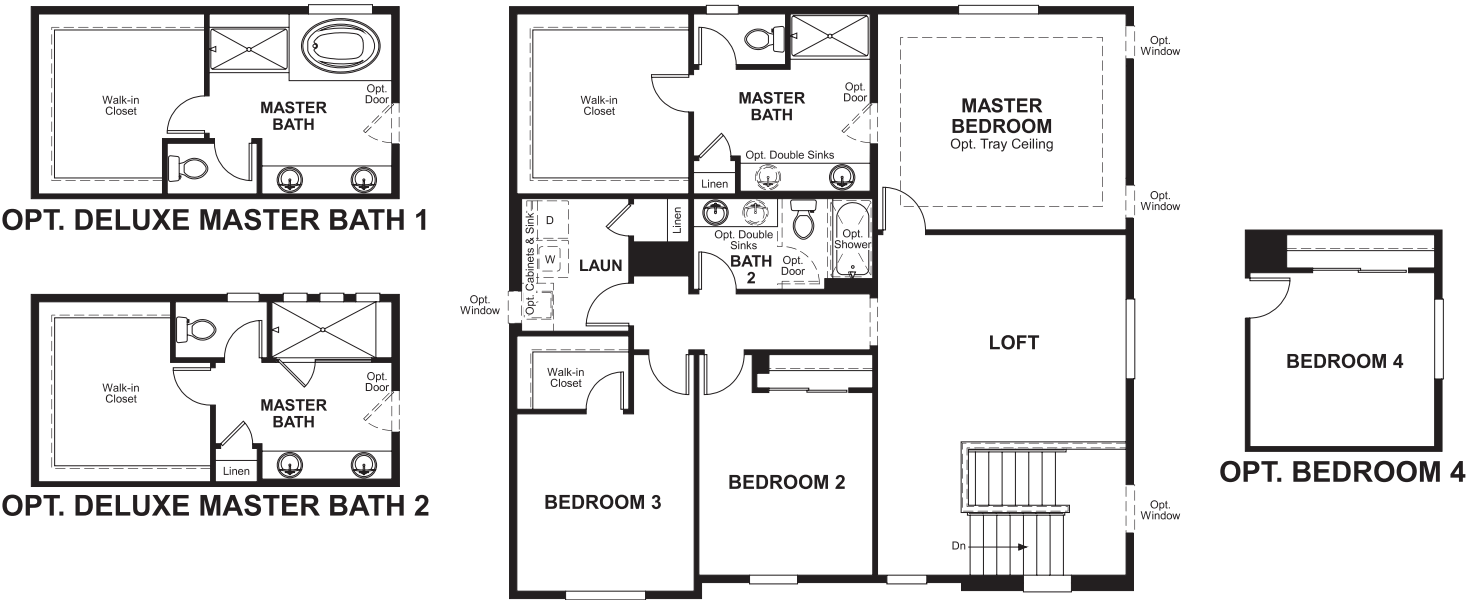 Walk-in
Closet
MASTER
BATH
Opt.
Door
OPT. DELUXE MASTER BATH 1
Walk-in
Closet
MASTER
BATH
Opt.
Door
Linen
OPT. DELUXE MASTER BATH 2
Walk-in
Closet
MASTER
BATH
Opt.
Door
Opt. Double Sinks
Linen
MASTER
BEDROOM
Opt. Tray Ceiling
Opt.
Window
Opt.
Window
Opt. Cabinets & Sink
D
W
LAUN
Linen
Opt. Double
Sinks
BATH
2
Opt.
Door
Opt.
Shower
Opt.
Window
LOFT
Walk-in
Closet
BEDROOM 3
BEDROOM 2
Dn
Opt.
Window
BEDROOM 4
OPT. BEDROOM 4